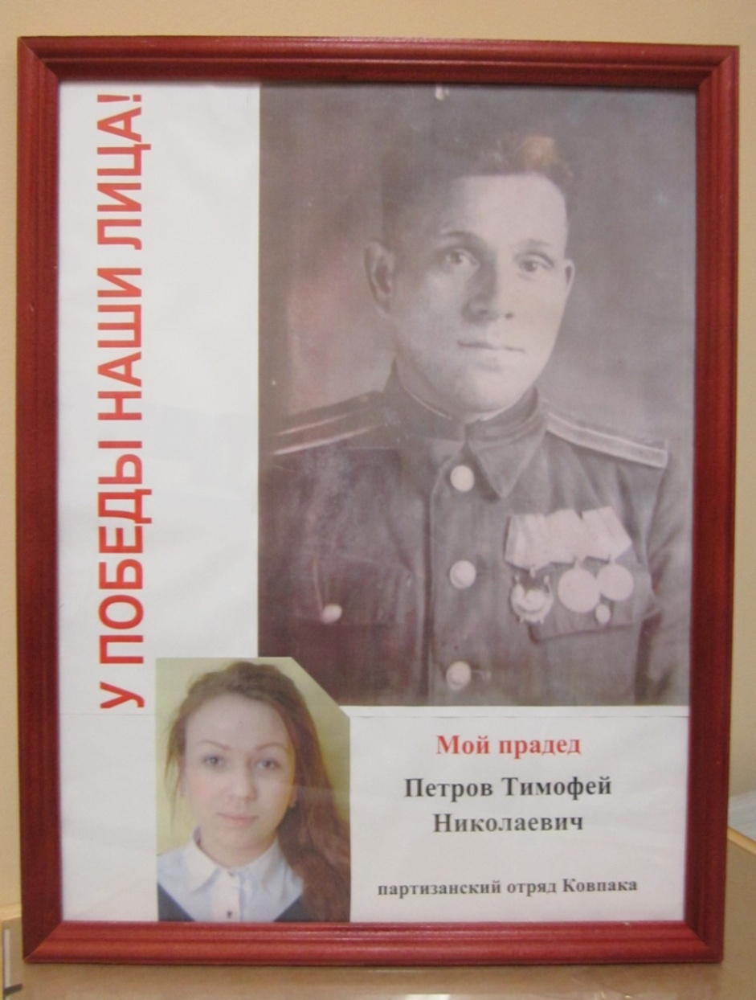 У ПОБЕДЫ НАШИ ЛИЦА!
Мой прадед
Петров Тимофей
Николаевич
партизанский отряд Ковпака